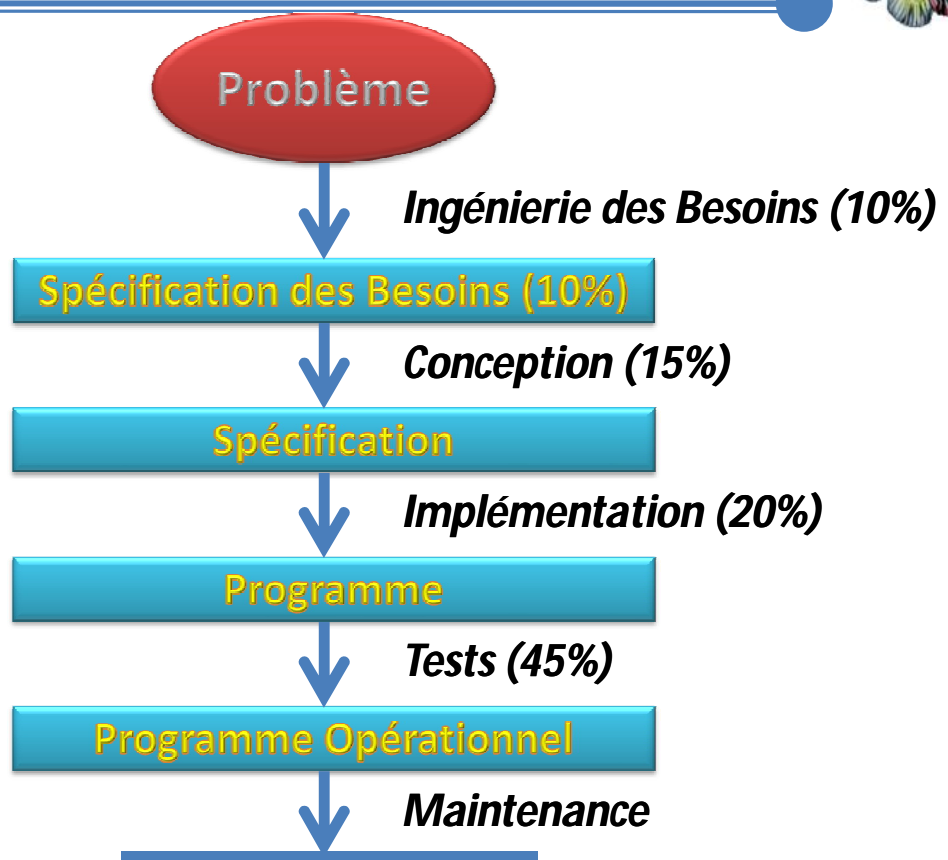 Problème
Ingénierie des Besoins (10%)
Spécification des Besoins (10%)
Conception (15%)
Spécification
Implémentation (20%)
Programme
Tests (45%)
Programme Opérationnel
Maintenance